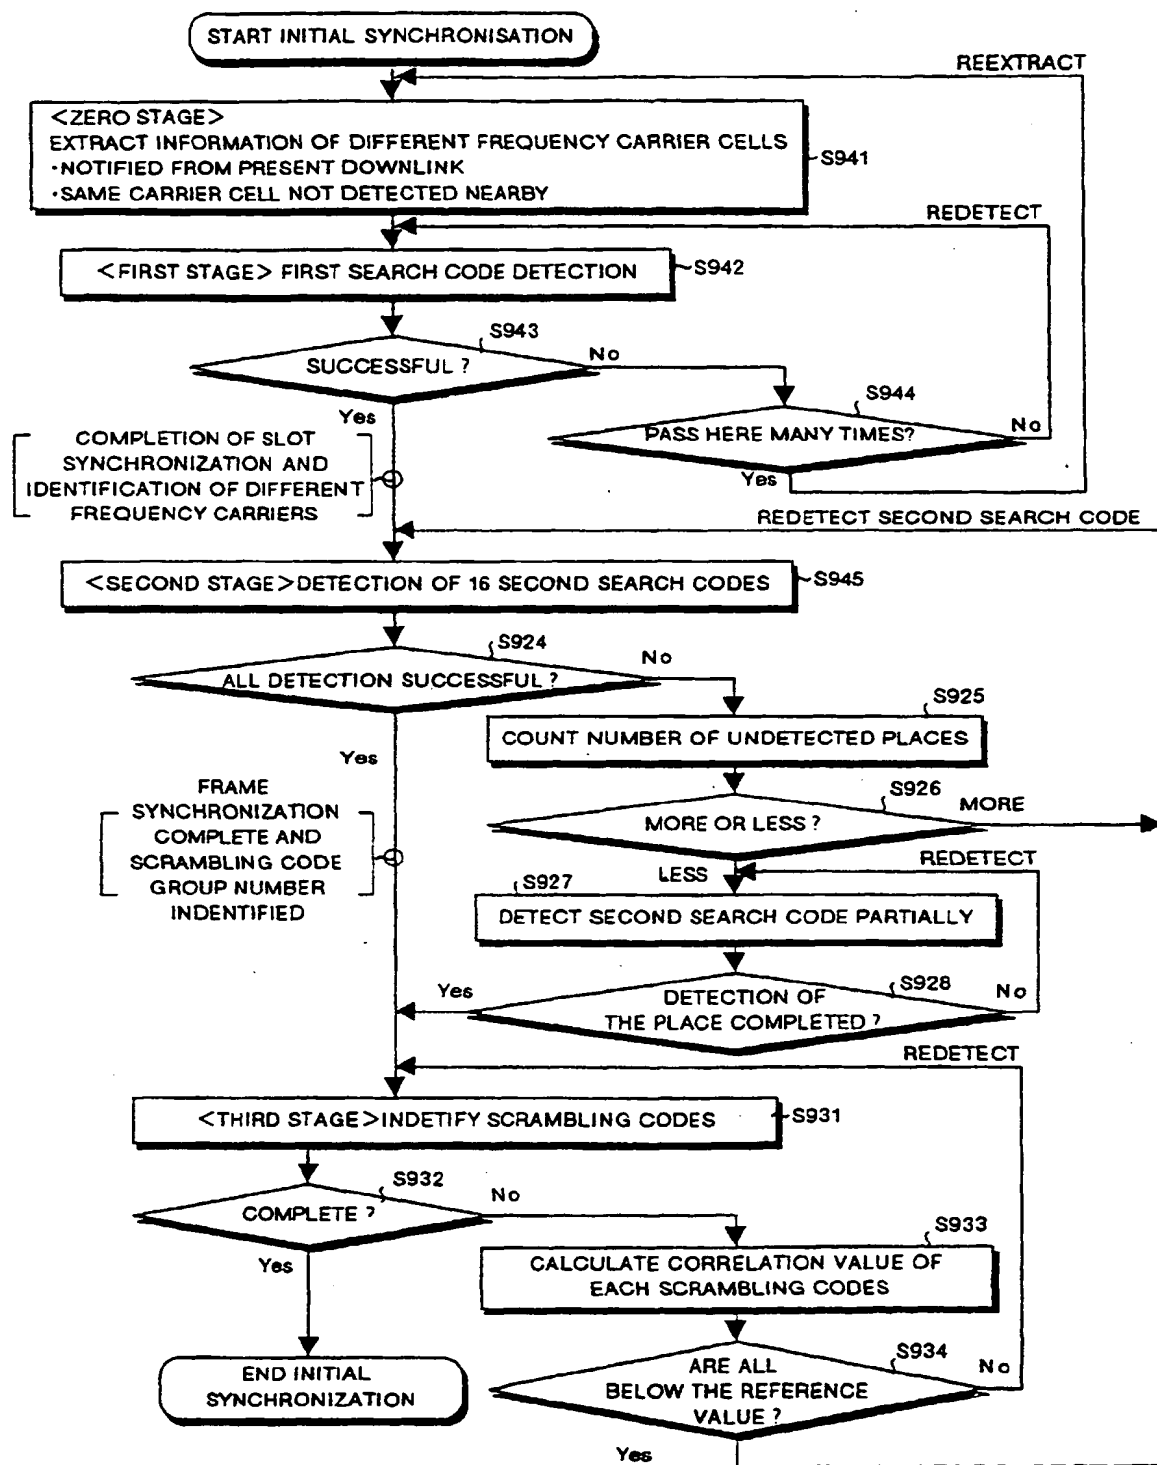 START INITIAL SYNCHRONISATION
REEXTRACT
<ZERO STAGE>
EXTRACT INFORMATION OF DIFFERENT FREQUENCY CARRIER CELLS
•NOTIFIED FROM PRESENT DOWNLINK
•SAME CARRIER CELL NOT DETECTED NEARBY
S941
REDETECT
<FIRST STAGE> FIRST SEARCH CODE DETECTION
S942
S943
SUCCESSFUL ?
No
Yes
S944
PASS HERE MANY TIMES?
No
Yes
COMPLETION OF SLOT
SYNCHRONIZATION AND
IDENTIFICATION OF DIFFERENT
FREQUENCY CARRIERS
REDETECT SECOND SEARCH CODE
<SECOND STAGE>DETECTION OF 16 SECOND SEARCH CODES
S945
S924
ALL DETECTION SUCCESSFUL ?
No
Yes
S925
COUNT NUMBER OF UNDETECTED PLACES
S926
MORE OR LESS ?
MORE
LESS
REDETECT
FRAME
SYNCHRONIZATION
COMPLETE AND
SCRAMBLING CODE
GROUP NUMBER
INDENTIFIED
S927
DETECT SECOND SEARCH CODE PARTIALLY
S928
DETECTION OF
THE PLACE COMPLETED ?
Yes
No
REDETECT
<THIRD STAGE>INDETIFY SCRAMBLING CODES
S931
S932
COMPLETE ?
No
Yes
S933
CALCULATE CORRELATION VALUE OF
EACH SCRAMBLING CODES
S934
ARE ALL
BELOW THE REFERENCE
VALUE ?
No
Yes
END INITIAL
SYNCHRONIZATION